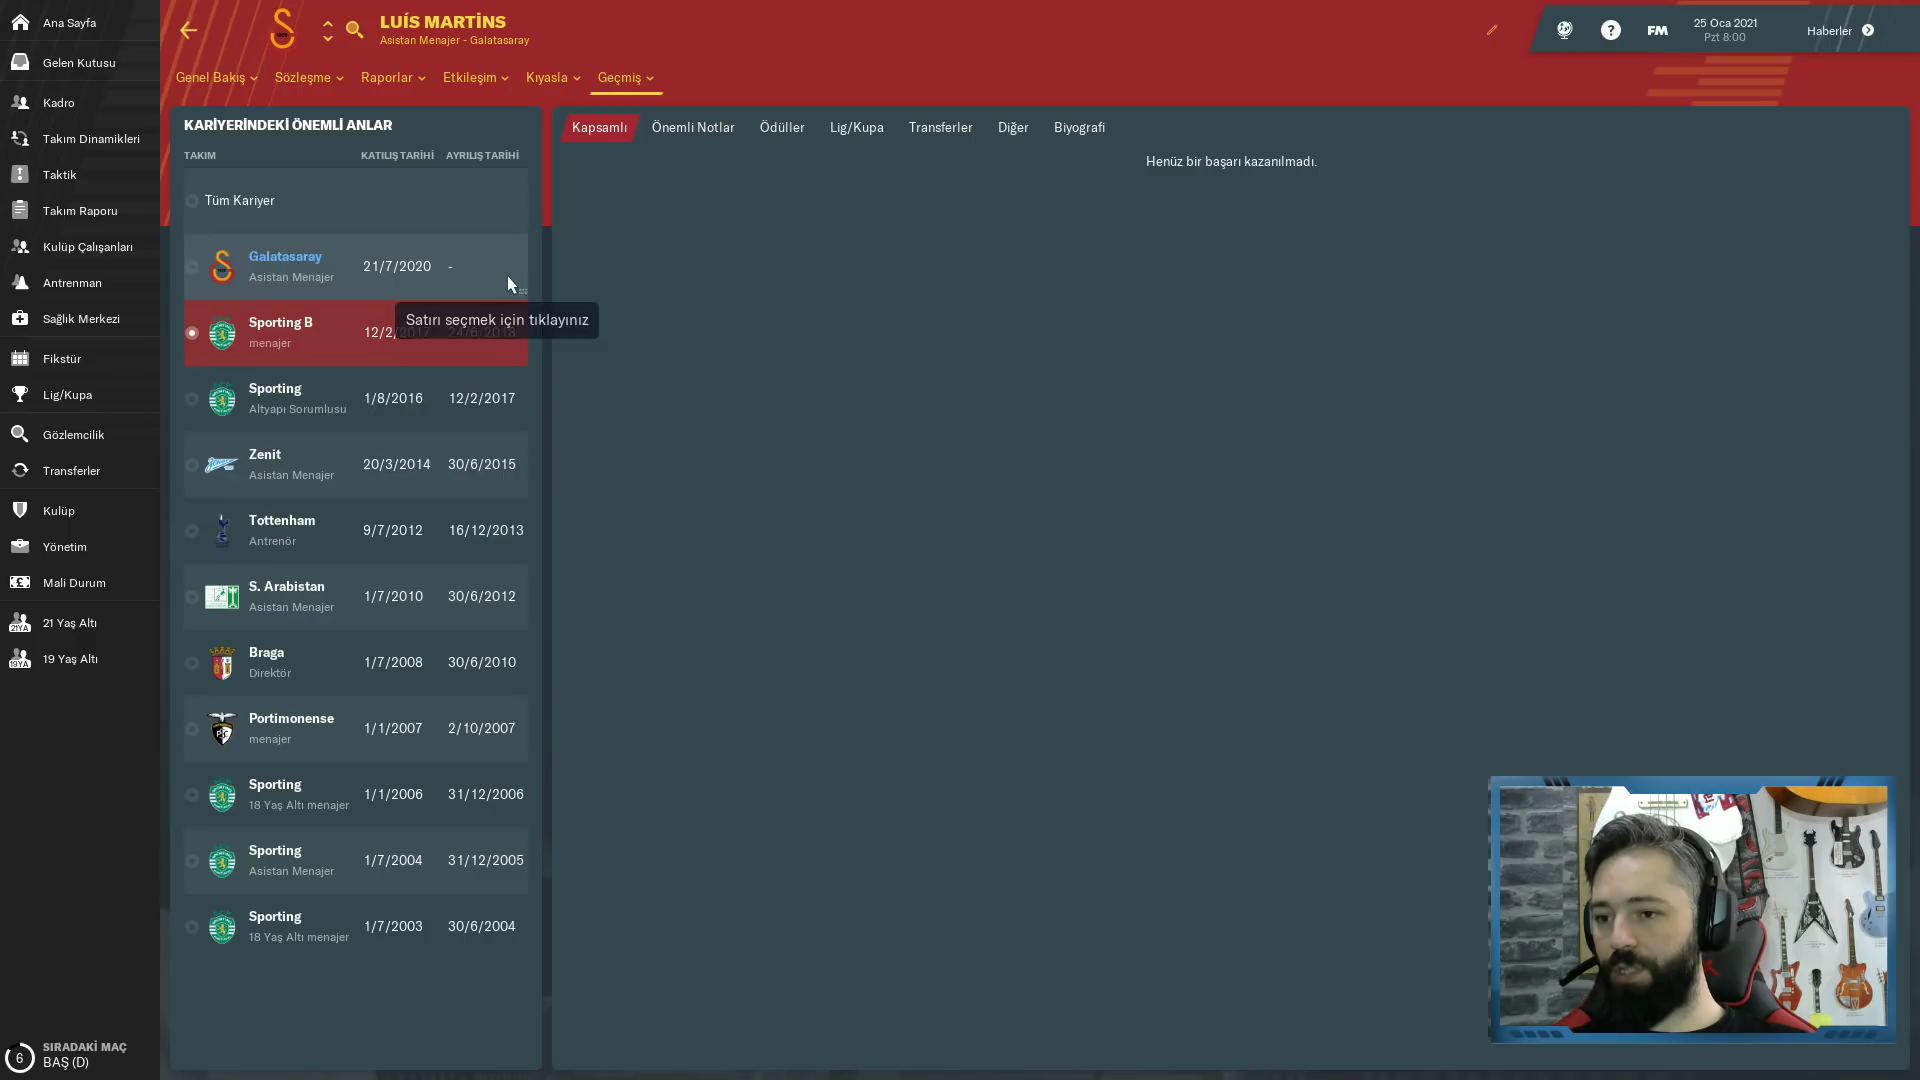 Ana Sayfa
Gelen Kutusu
Kadro
Takım Dinamikleri
Taktik
Takım Raporu
Kulüp Çalışanları
Antrenman
Sağlık Merkezi
Fikstür
Lig/Kupa
Gözlemcilik
Transferler
Kulüp
Yönetim
Mali Durum
21YA
21 Yaş Altı
19YA
19 Yaş Altı
6
SIRADAKİ MAÇ
BAŞ (D)
LUÍS MARTİNS
Asistan Menajer - Galatasaray
FM
25 Oca 2021
Pzt 8:00
Haberler
Genel Bakış
Sözleşme
Raporlar
Etkileşim
Kıyasla
Geçmiş
KARİYERİNDEKİ ÖNEMLİ ANLAR
TAKIM KATILIŞ TARİHİ AYRILIŞ TARİHİ
Tüm Kariyer
Galatasaray
Asistan Menajer
21/7/2020 -
Sporting B
menajer
12/2/2017 24/6/2018
Satırı seçmek için tıklayınız
Sporting
Altyapı Sorumlusu
1/8/2016 12/2/2017
Zenit
Asistan Menajer
20/3/2014 30/6/2015
Tottenham
Antrenör
9/7/2012 16/12/2013
S. Arabistan
Asistan Menajer
1/7/2010 30/6/2012
Braga
Direktör
1/7/2008 30/6/2010
Portimonense
menajer
1/1/2007 2/10/2007
Sporting
18 Yaş Altı menajer
1/1/2006 31/12/2006
Sporting
Asistan Menajer
1/7/2004 31/12/2005
Sporting
18 Yaş Altı menajer
1/7/2003 30/6/2004
Kapsamlı
Önemli Notlar
Ödüller
Lig/Kupa
Transferler
Diğer
Biyografi
Henüz bir başarı kazanılmadı.